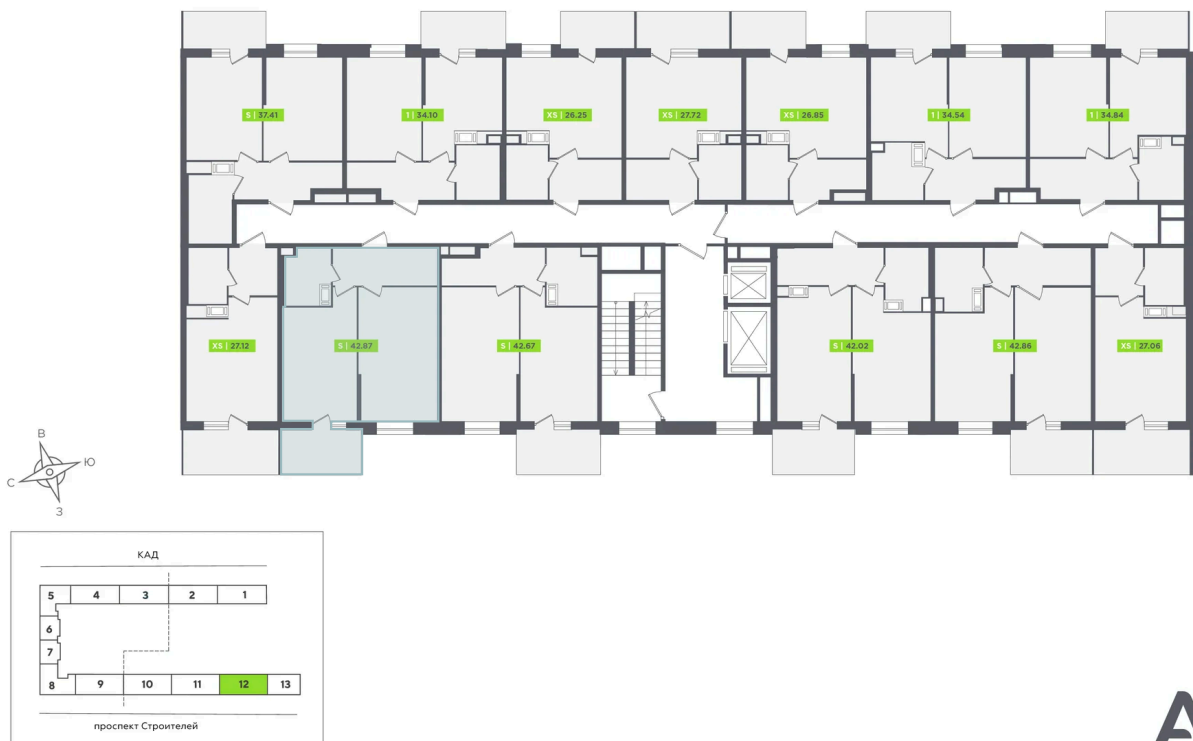 S | 37.41
1 | 34.10
XS | 26.25
XS | 27.72
XS | 26.85
1 | 34.54
1 | 34.84
XS | 27.12
S | 42.87
S | 42.67
S | 42.02
S | 42.86
XS | 27.06
В
Ю
С
З
КАД
5 4 3 2 1
6
7
8 9 10 11 12 13
проспект Строителей